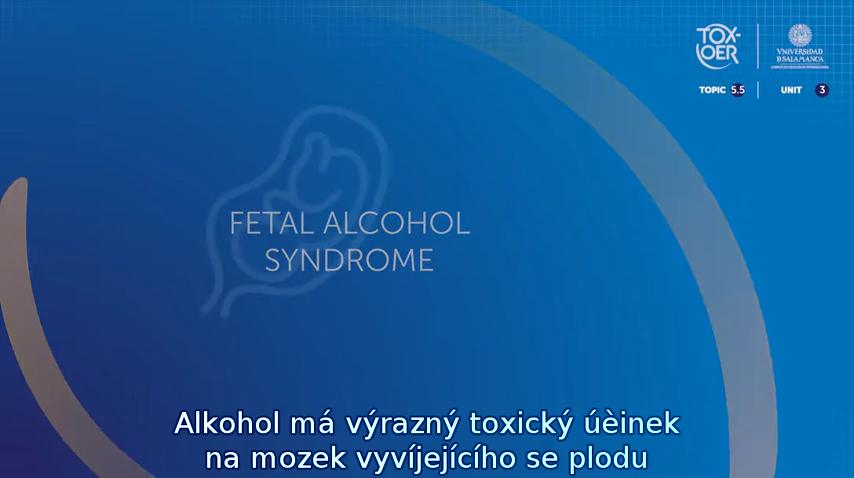 TOX-
OER
VNiVERSiDAD
D SALAMANCA
TOPIC 5.5
UNIT 3
FETAL ALCOHOL
SYNDROME
Alkohol má výrazný toxický úèinek
na mozek vyvíjejícího se plodu